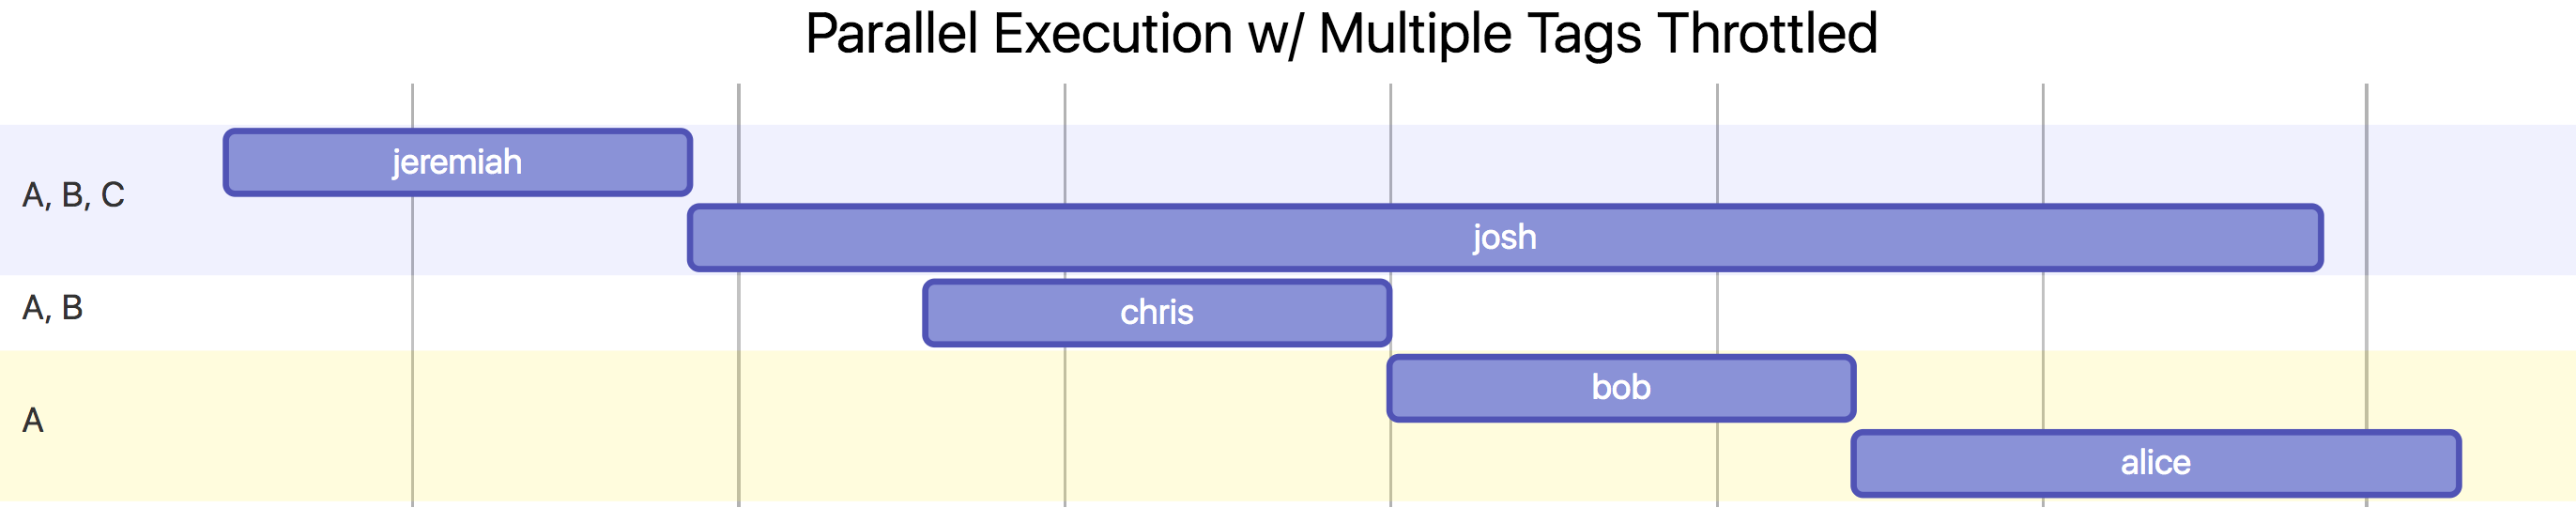 Parallel Execution w/ Multiple Tags Throttled
A, B, C
jeremiah
josh
A, B
chris
A
bob
alice